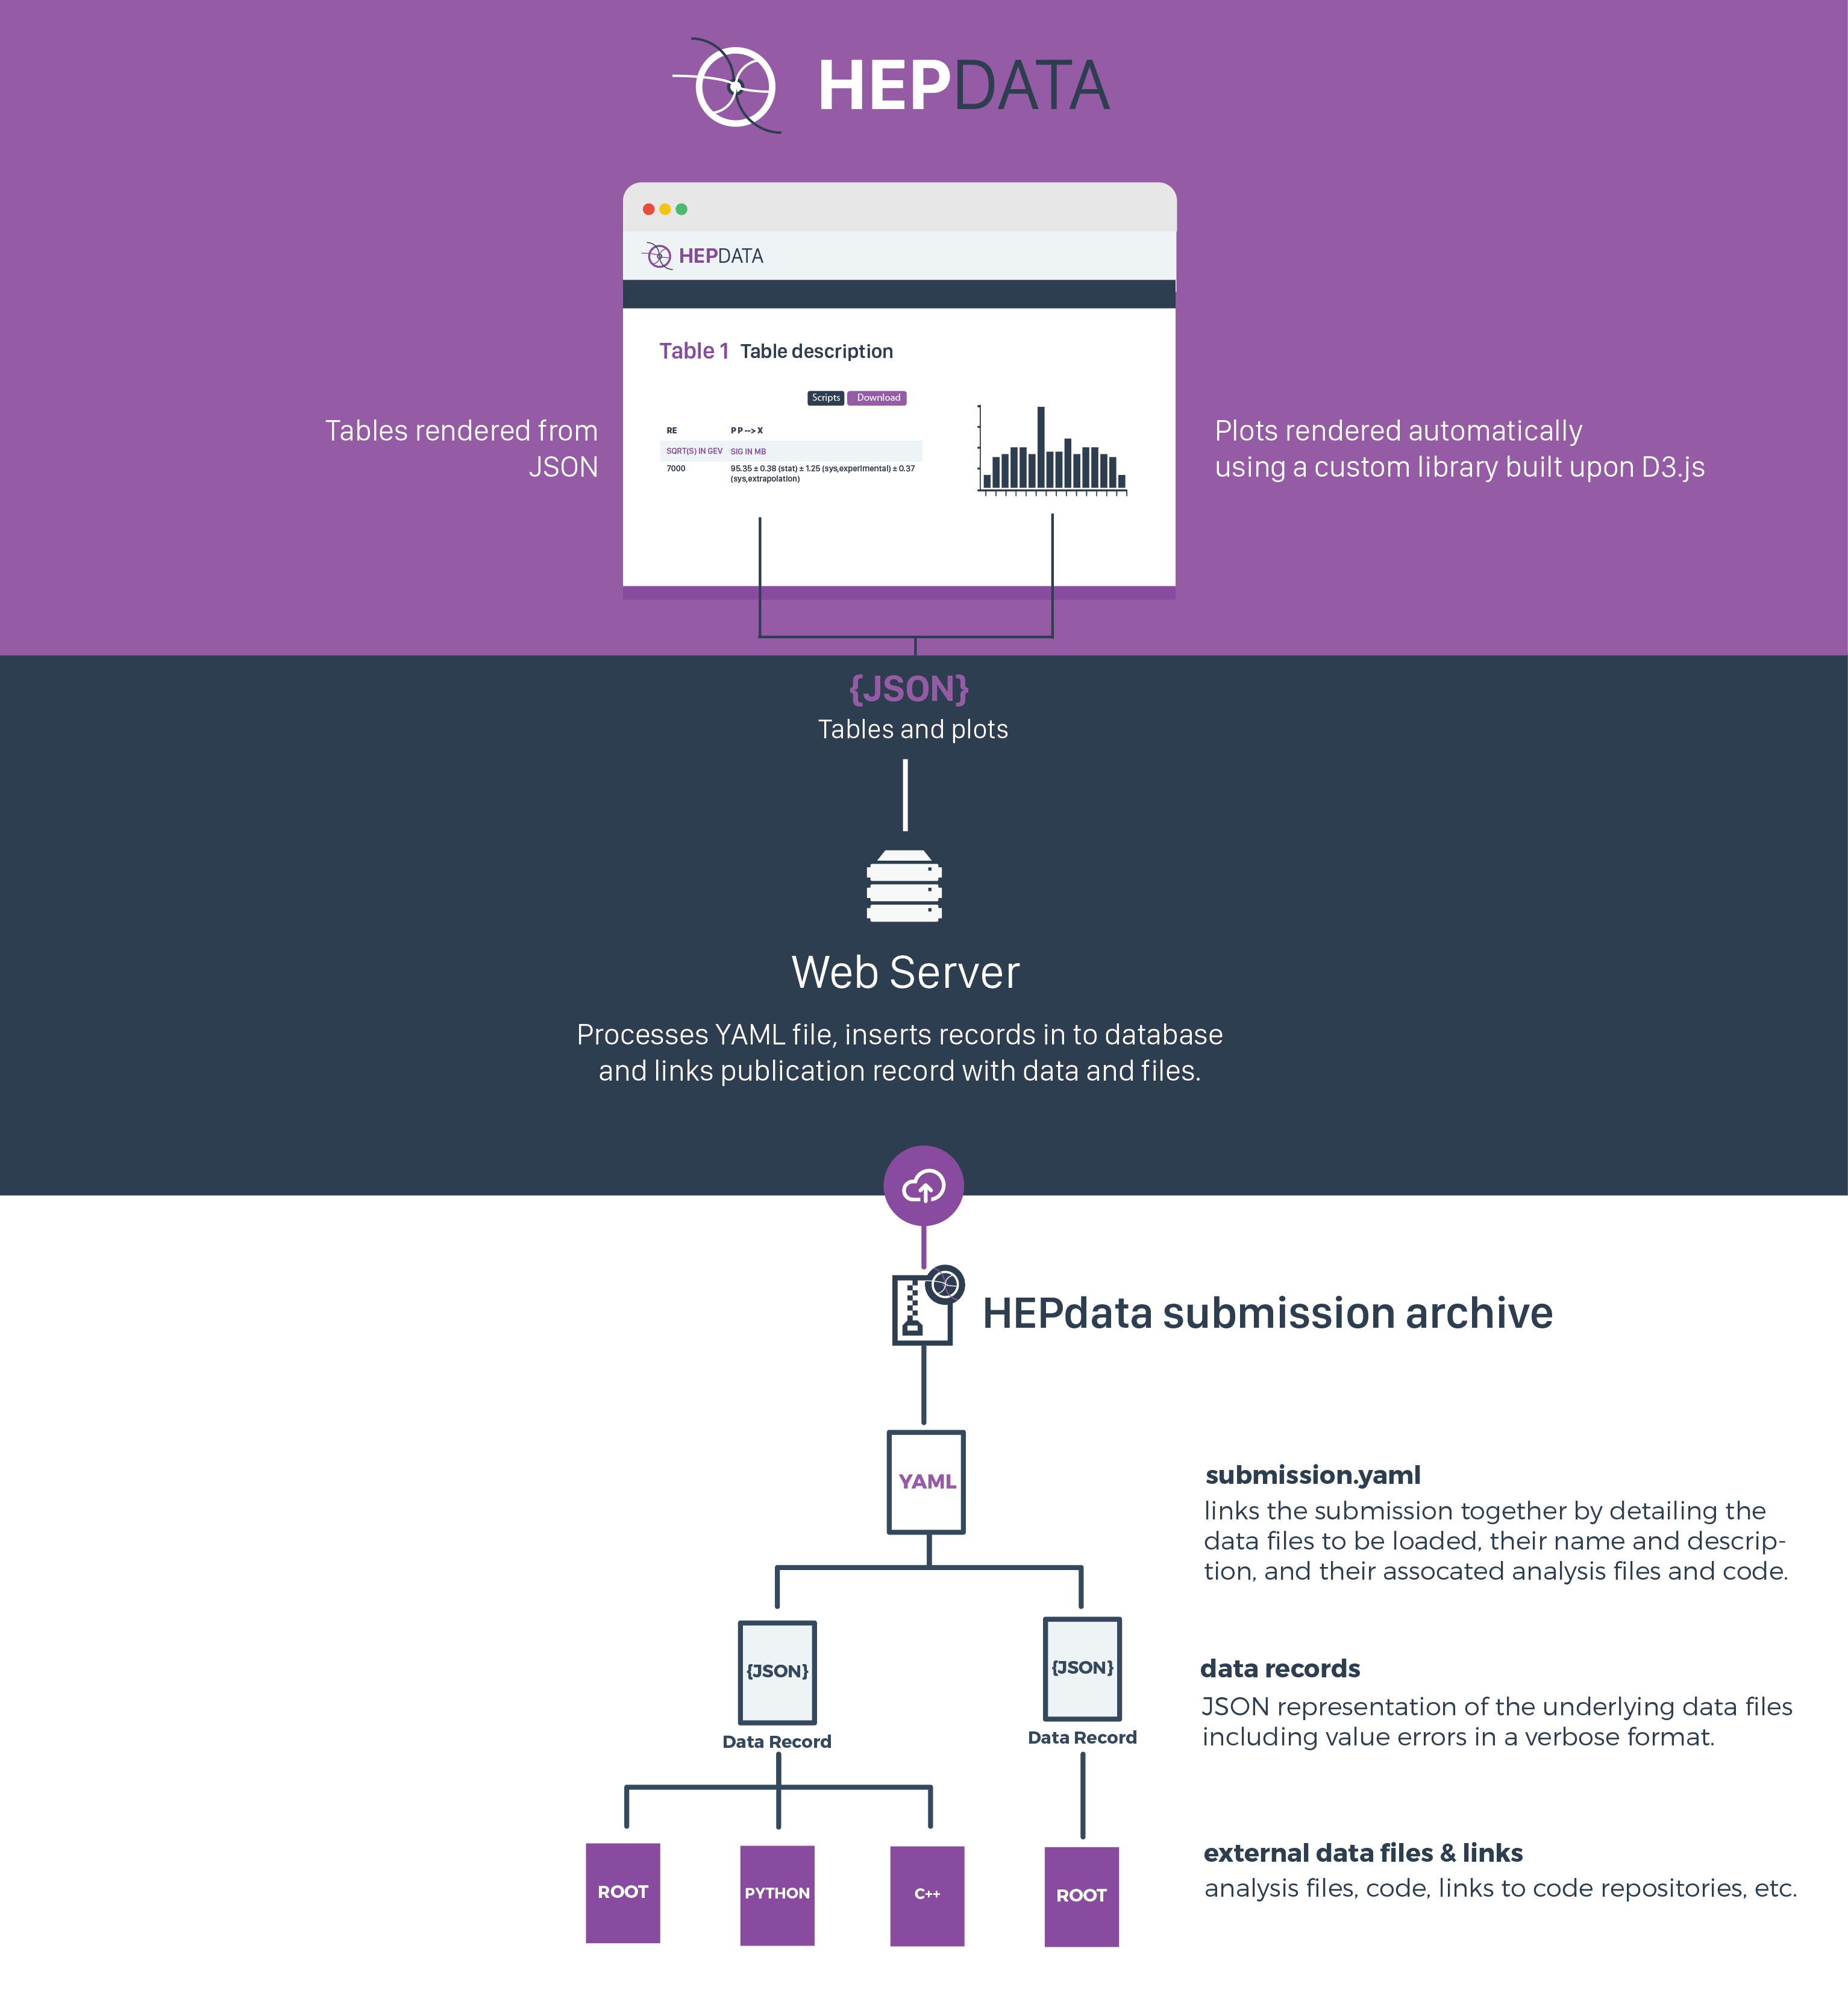 HEPDATA
HEPDATA
Table 1 Table description
Scripts Download
RE P P --> X
SQRT(S) IN GEV SIG IN MB
7000 95.35 ± 0.38 (stat) ± 1.25 (sys,experimental) ± 0.37
(sys,extrapolation)
Tables rendered from
JSON
Plots rendered automatically
using a custom library built upon D3.js
{JSON}
Tables and plots
Web Server
Processes YAML file, inserts records in to database
and links publication record with data and files.
HEPdata submission archive
YAML
submission.yaml
links the submission together by detailing the
data files to be loaded, their name and descrip-
tion, and their assocated analysis files and code.
{JSON}
Data Record
{JSON}
Data Record
data records
JSON representation of the underlying data files
including value errors in a verbose format.
ROOT
PYTHON
C++
ROOT
external data files & links
analysis files, code, links to code repositories, etc.